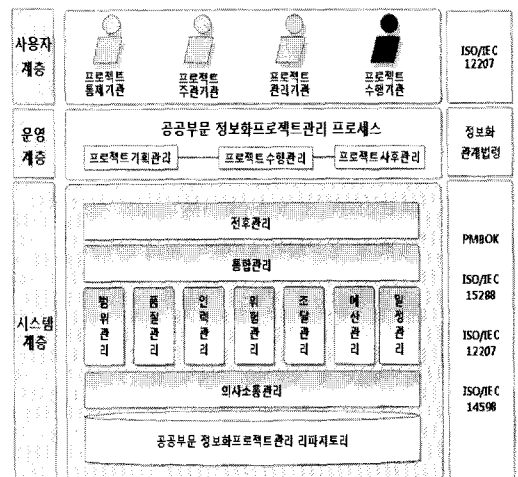 사용자
계층
프로젝트
통제기관
프로젝트
주관기관
프로젝트
관리기관
프로젝트
수행기관
ISO/IEC
12207
운영
계층
공공부문 정보화프로젝트관리 프로세스
프로젝트기획관리
프로젝트수행관리
프로젝트사후관리
정보화
관계법령
시스템
계층
전후관리
통합관리
범위관리
품질관리
인력관리
위험관리
조달관리
예산관리
일정관리
의사소통관리
공공부문 정보화프로젝트관리 리파지토리
PMBOK
ISO/IEC
15288
ISO/IEC
12207
ISO/IEC
14598